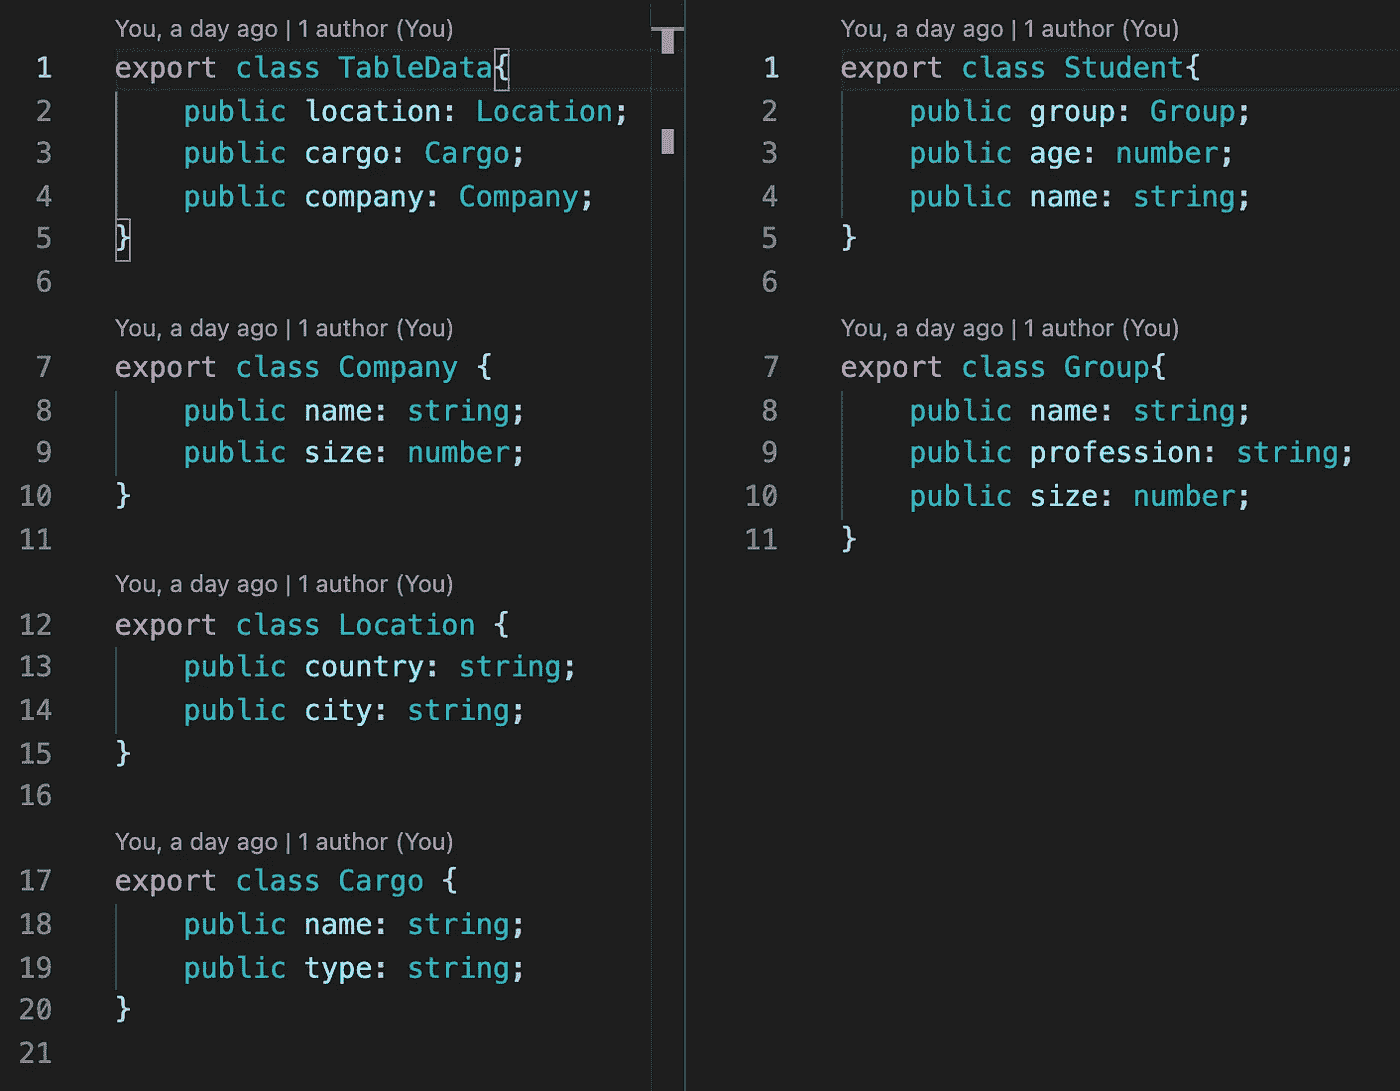 You, a day ago | 1 author (You)
1 export class TableData{
2 public location: Location;
3 public cargo: Cargo;
4 public company: Company;
5 }
6
You, a day ago | 1 author (You)
7 export class Company {
8 public name: string;
9 public size: number;
10 }
11
You, a day ago | 1 author (You)
12 export class Location {
13 public country: string;
14 public city: string;
15 }
16
You, a day ago | 1 author (You)
17 export class Cargo {
18 public name: string;
19 public type: string;
20 }
21
You, a day ago | 1 author (You)
1 export class Student{
2 public group: Group;
3 public age: number;
4 public name: string;
5 }
6
You, a day ago | 1 author (You)
7 export class Group{
8 public name: string;
9 public profession: string;
10 public size: number;
11 }